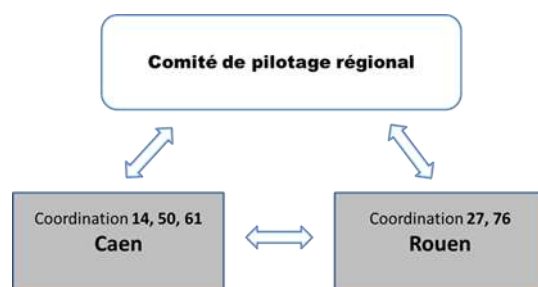 Comité de pilotage régional
Coordination 14, 50, 61
Caen
Coordination 27, 76
Rouen